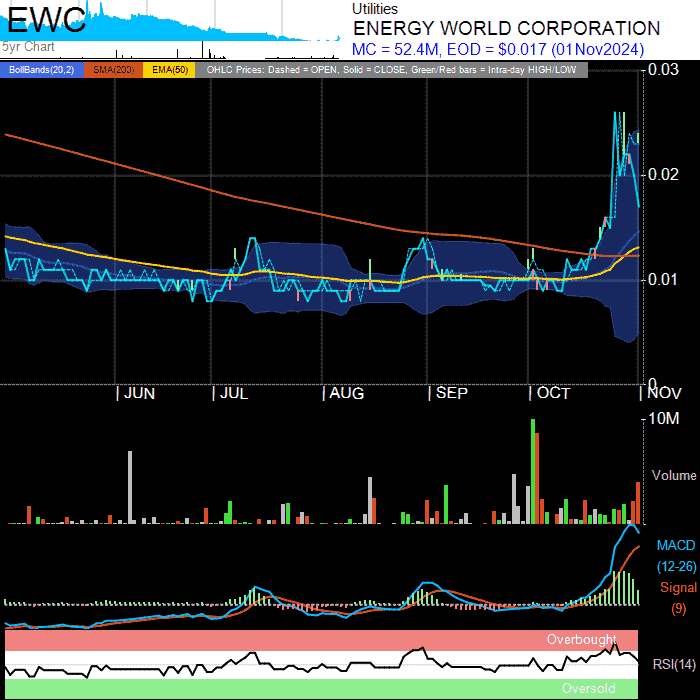 EWC
5yr Chart
Utilities
ENERGY WORLD CORPORATION
MC = 52.4M, EOD = $0.017 (01Nov2024)
BollBands(20,2) SMA(200) EMA(50) OHLC Prices: Dashed = OPEN, Solid = CLOSE, Green/Red bars = Intra-day HIGH/LOW
0.03
0.02
0.01
0
| JUN | JUL | AUG | SEP | OCT | NOV
10M
Volume
MACD
(12-26)
Signal
(9)
Overbought
RSI(14)
Oversold